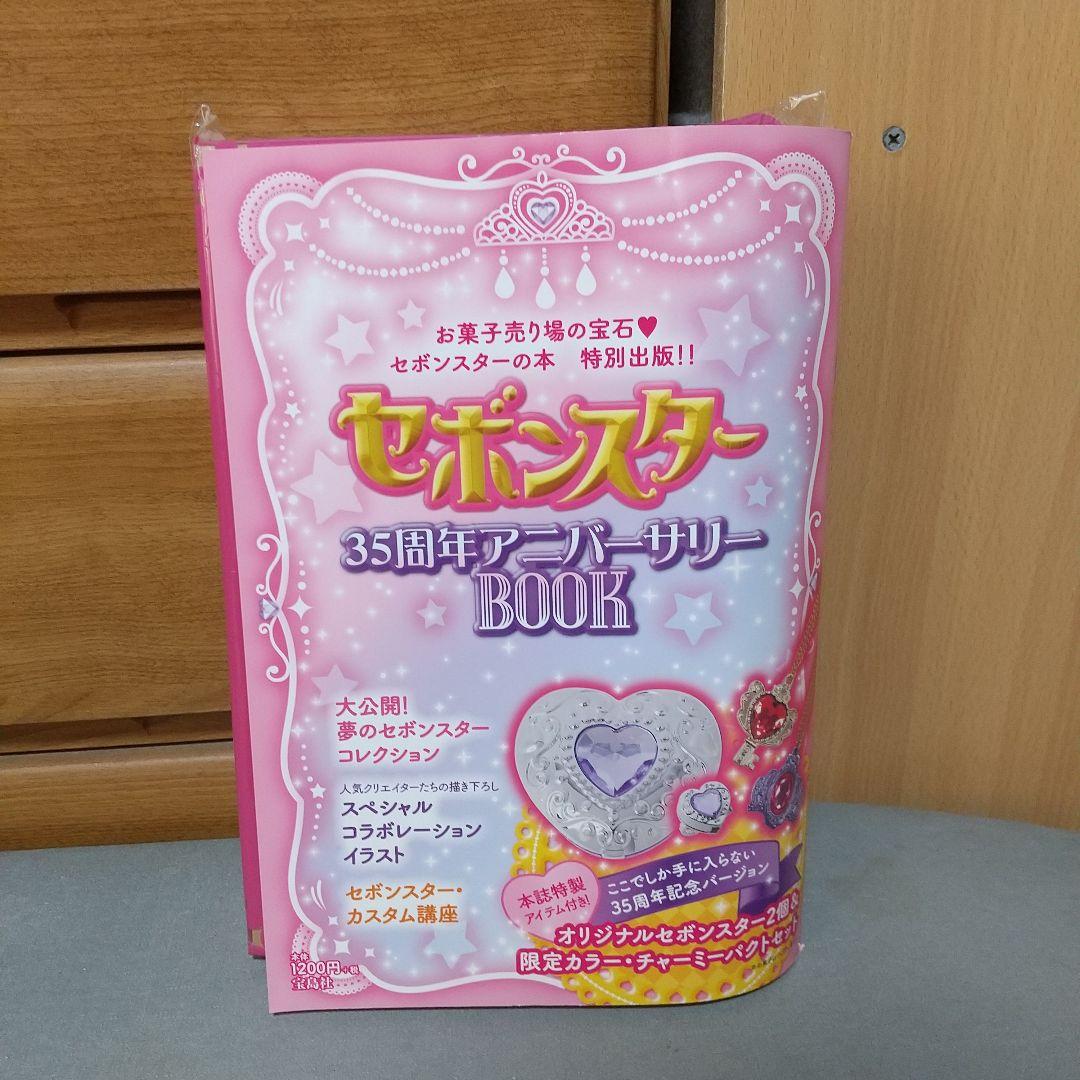 お菓子売り場の宝石♥
セボンスターの本　特別出版!!
セボンスター
35周年アニバーサリー
BOOK
大公開!
夢のセボンスター
コレクション
人気クリエイターたちの描き下ろし
スペシャル
コラボレーション
イラスト
セボンスター・
カスタム講座
本体
1200円+税
宝島社
本誌特製
アイテム付き!
ここでしか手に入らない
35周年記念バージョン
オリジナルセボンスター2個&
限定カラー・チャーミーパクトセット